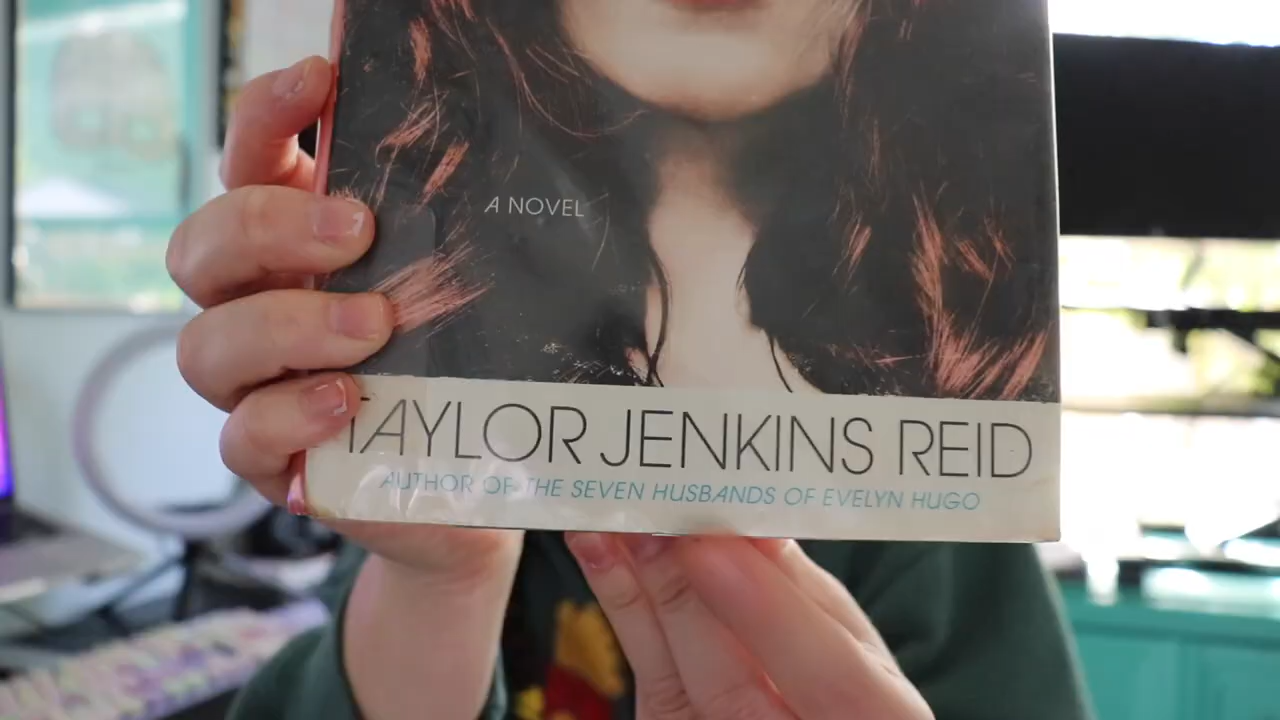 A NOVEL
TAYLOR JENKINS REID
AUTHOR OF THE SEVEN HUSBANDS OF EVELYN HUGO